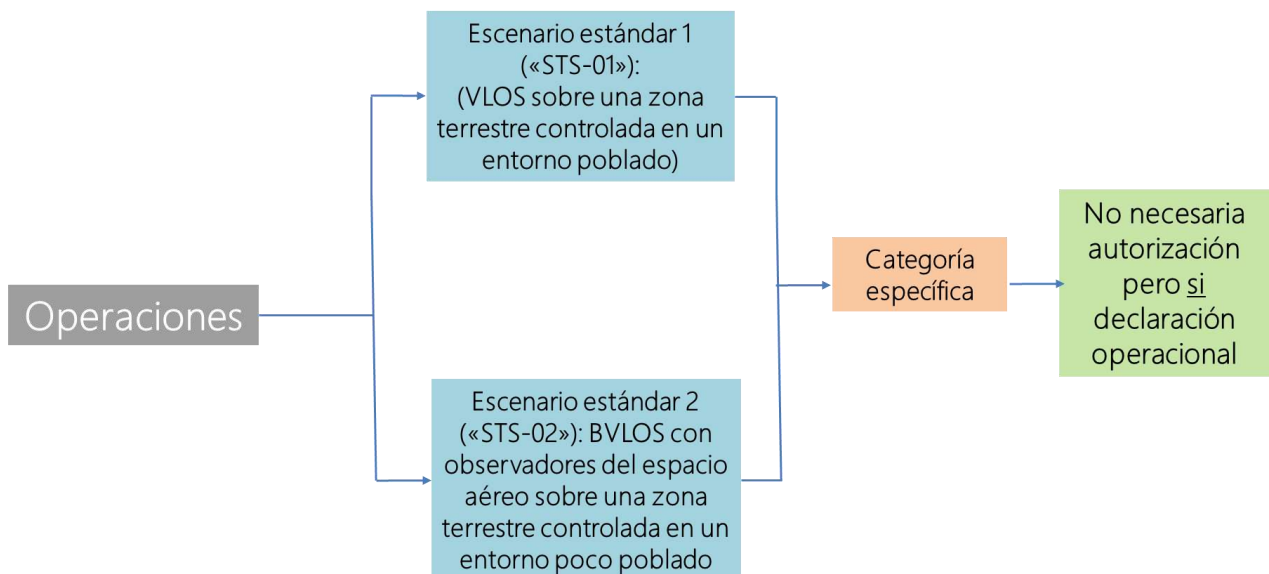 Operaciones
Escenario estándar 1
(«STS-01»):
(VLOS sobre una zona
terrestre controlada en un
entorno poblado)
Escenario estándar 2
(«STS-02»): BVLOS con
observadores del espacio
aéreo sobre una zona
terrestre controlada en un
entorno poco poblado
Categoría
específica
No necesaria
autorización
pero si
declaración
operacional